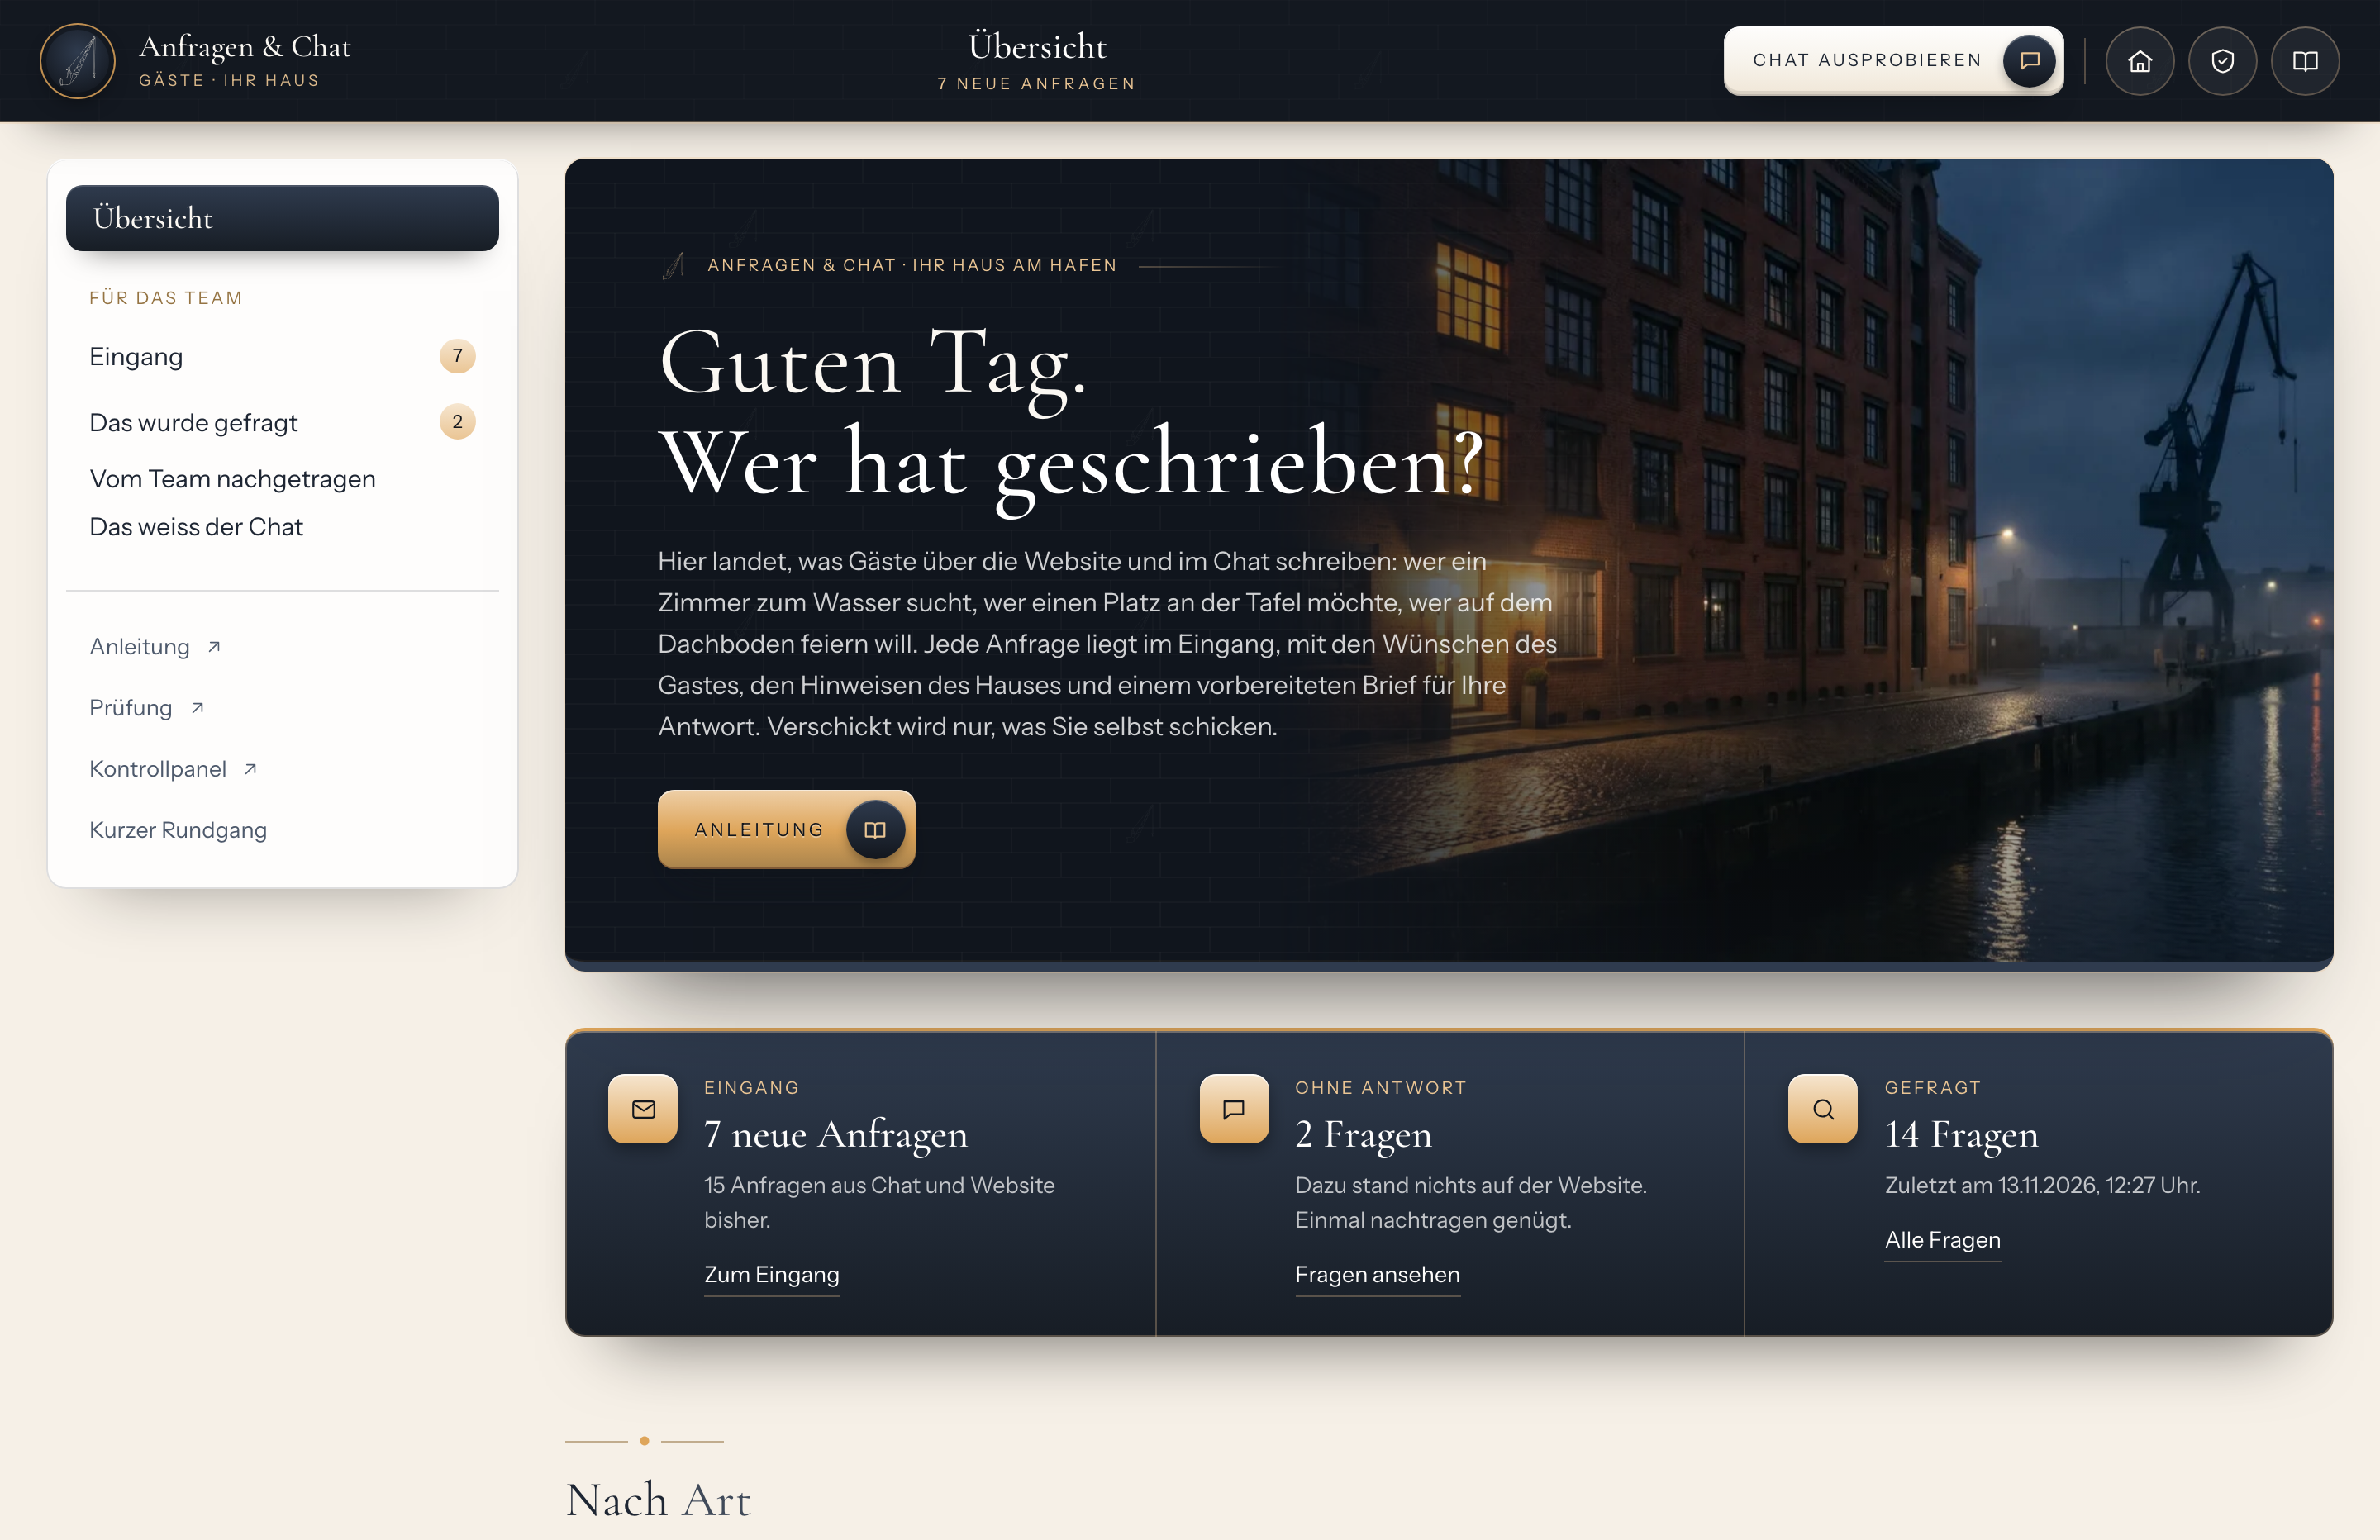 Anfragen & Chat
GÄSTE · IHR HAUS
Übersicht
7 NEUE ANFRAGEN
CHAT AUSPROBIEREN
Übersicht
FÜR DAS TEAM
Eingang 7
Das wurde gefragt 2
Vom Team nachgetragen
Das weiss der Chat
Anleitung
Prüfung
Kontrollpanel
Kurzer Rundgang
ANFRAGEN & CHAT · IHR HAUS AM HAFEN
Guten Tag.
Wer hat geschrieben?
Hier landet, was Gäste über die Website und im Chat schreiben: wer ein
Zimmer zum Wasser sucht, wer einen Platz an der Tafel möchte, wer auf dem
Dachboden feiern will. Jede Anfrage liegt im Eingang, mit den Wünschen des
Gastes, den Hinweisen des Hauses und einem vorbereiteten Brief für Ihre
Antwort. Verschickt wird nur, was Sie selbst schicken.
ANLEITUNG
EINGANG
7 neue Anfragen
15 Anfragen aus Chat und Website
bisher.
Zum Eingang
OHNE ANTWORT
2 Fragen
Dazu stand nichts auf der Website.
Einmal nachtragen genügt.
Fragen ansehen
GEFRAGT
14 Fragen
Zuletzt am 13.11.2026, 12:27 Uhr.
Alle Fragen
Nach Art